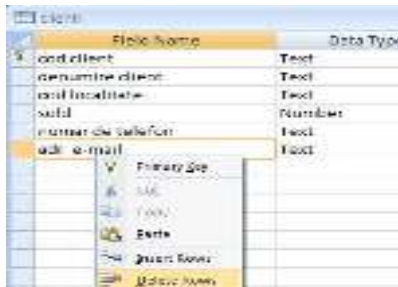 clienti
Field Name Data Type
cod client Text
denumire client Text
cod localitate Text
sold Number
numar de telefon Text
adr e-mail Text
Primary Key
Cut
Copy
Paste
Insert Rows
Delete Rows